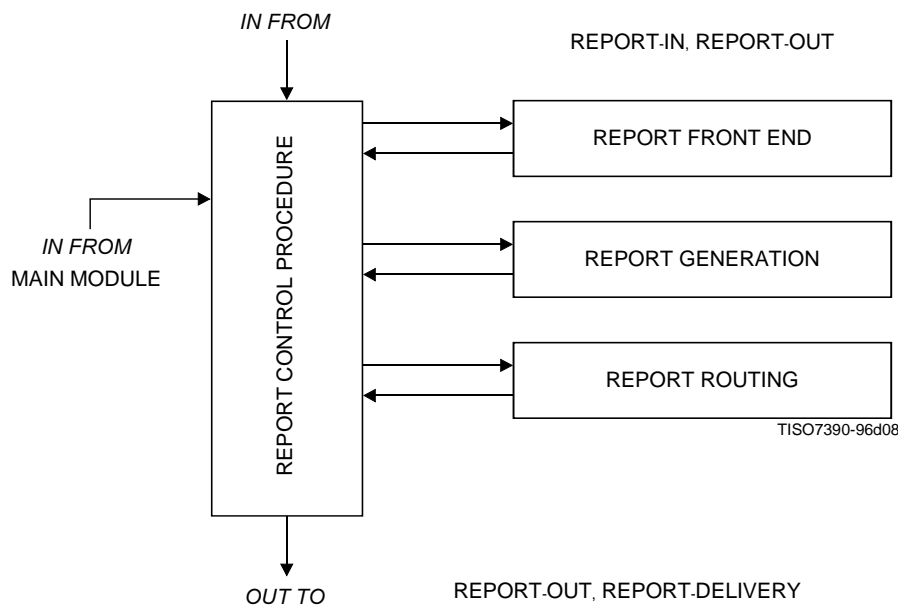 IN FROM
REPORT-IN, REPORT-OUT
REPORT FRONT END
REPORT CONTROL PROCEDURE
IN FROM
MAIN MODULE
REPORT GENERATION
REPORT ROUTING
TISO7390-96d08
OUT TO
REPORT-OUT, REPORT-DELIVERY